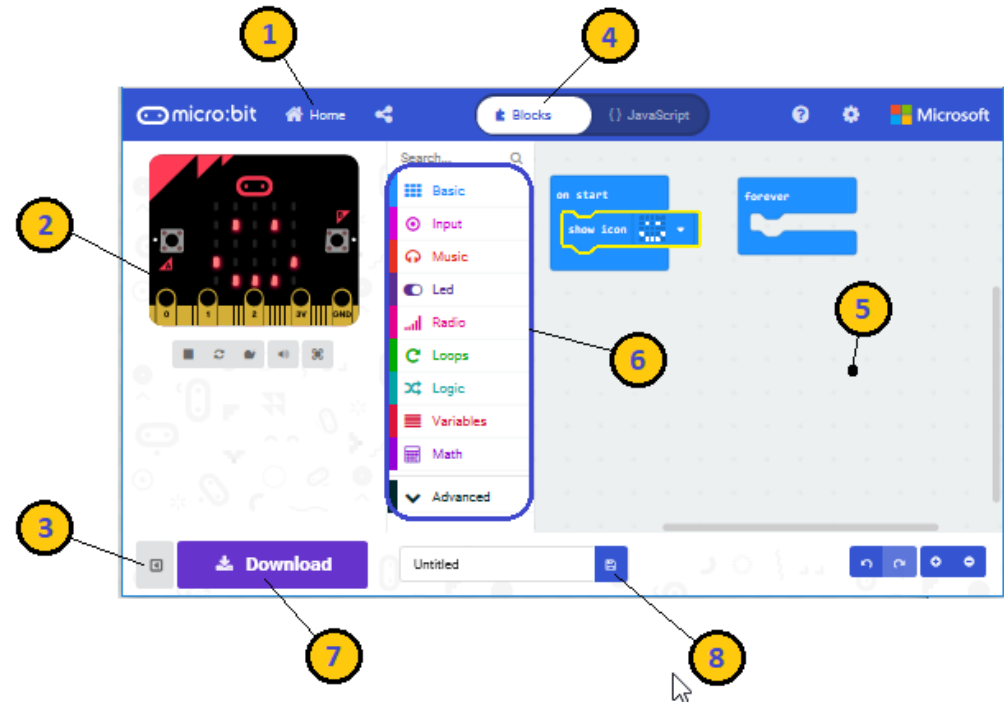 1
4
micro:bit Home Blocks {} JavaScript ? Microsoft
Search...
2
B
A
0 1 2 3V GND
Basic
Input
Music
Led
Radio
Loops
Logic
Variables
Math
Advanced
on start
show icon
forever
5
6
3
Download
Untitled
7
8